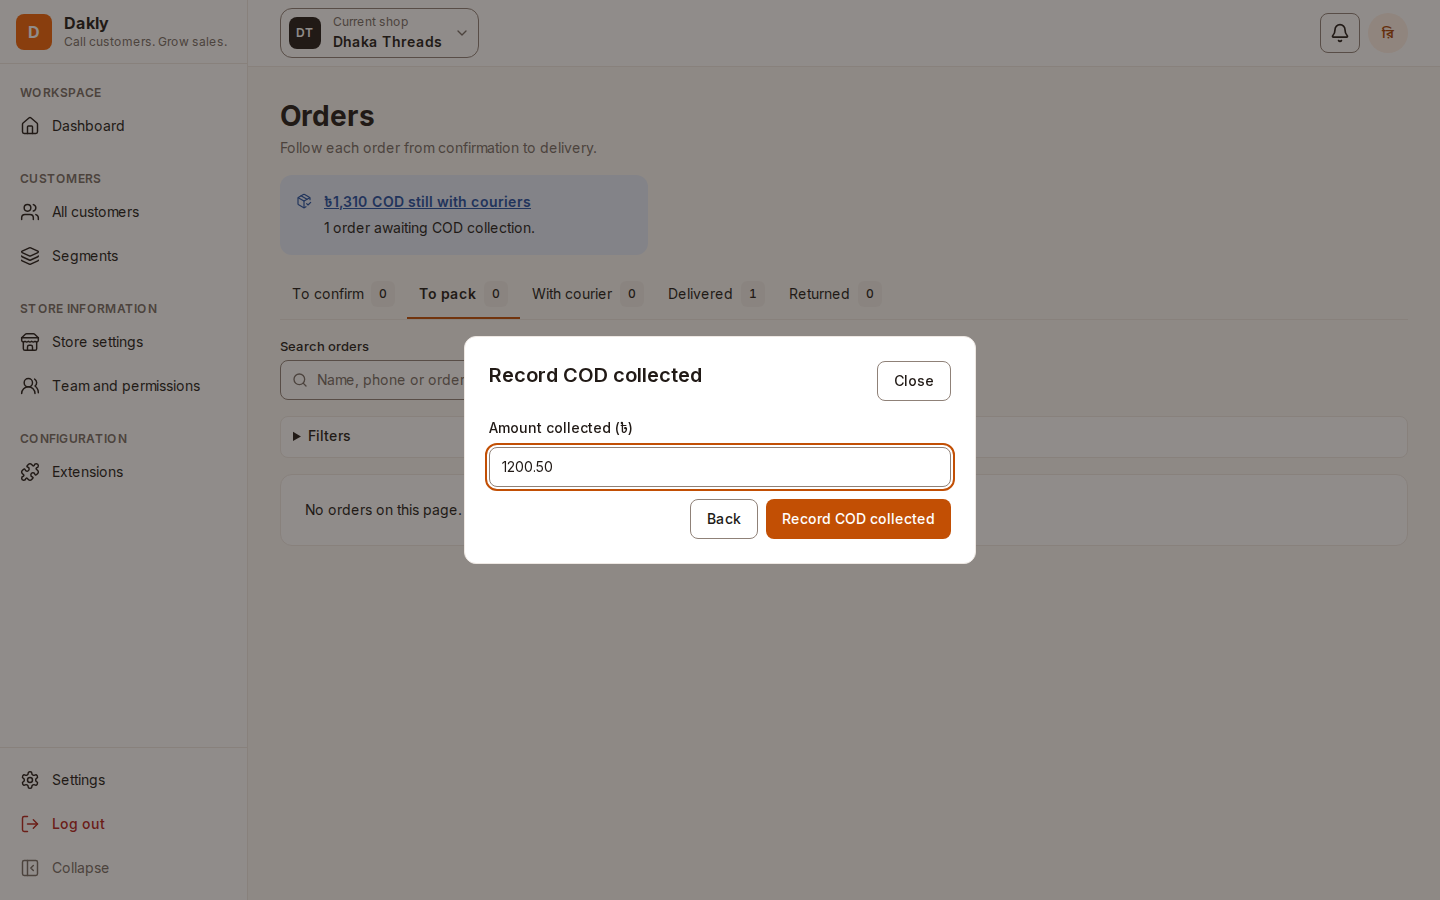 D
Dakly
Call customers. Grow sales.
DT
Current shop
Dhaka Threads
রি
WORKSPACE
Dashboard
CUSTOMERS
All customers
Segments
STORE INFORMATION
Store settings
Team and permissions
CONFIGURATION
Extensions
Settings
Log out
Collapse
Orders
Follow each order from confirmation to delivery.
৳1,310 COD still with couriers
1 order awaiting COD collection.
To confirm 0 To pack 0 With courier 0 Delivered 1 Returned 0
Search orders
Name, phone or order
Filters
No orders on this page.
Record COD collected
Close
Amount collected (৳)
1200.50
Back
Record COD collected